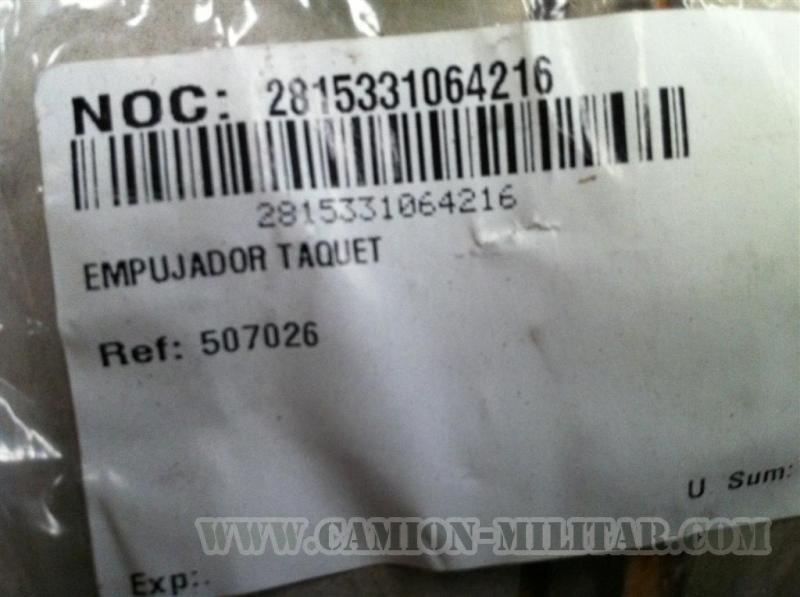 NOC: 2815331064216
2815331064216
EMPUJADOR TAQUET
Ref: 507026
U Sum:
WWW.CAMION-MILITAR.COM
Exp:.